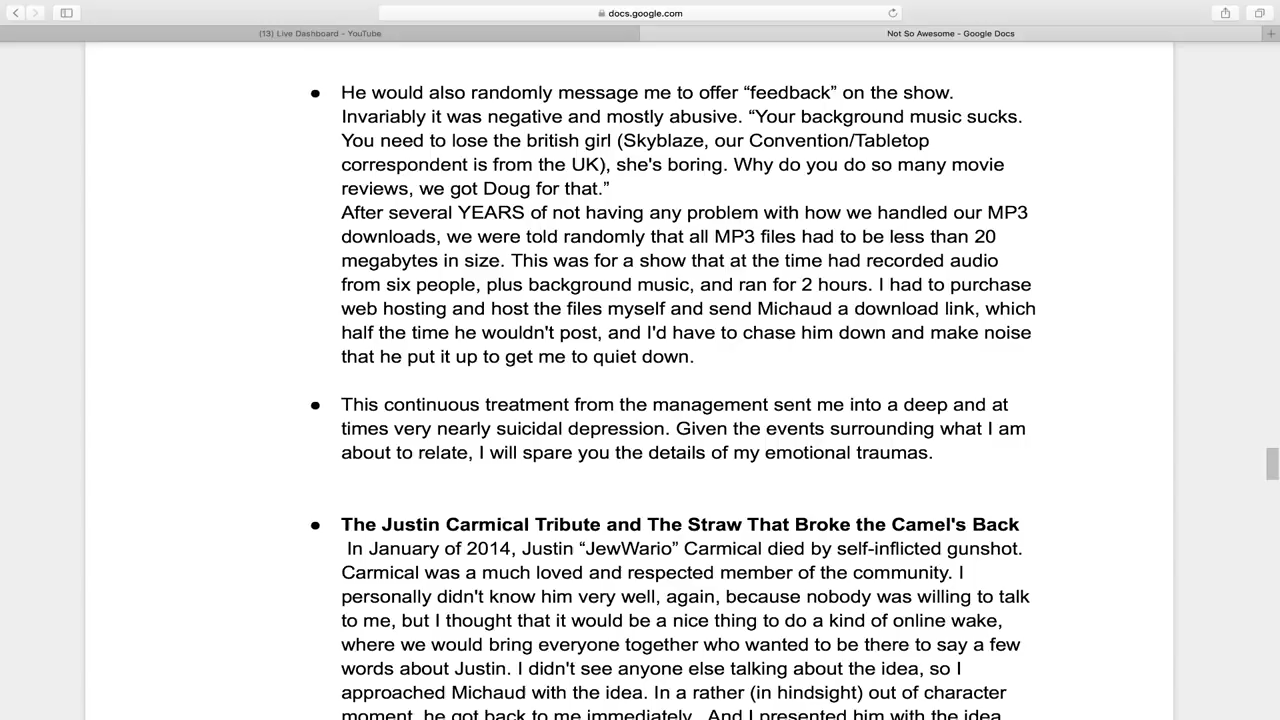 docs.google.com
(13) Live Dashboard - YouTube
Not So Awesome - Google Docs
● He would also randomly message me to offer “feedback” on the show.
Invariably it was negative and mostly abusive. “Your background music sucks.
You need to lose the british girl (Skyblaze, our Convention/Tabletop
correspondent is from the UK), she's boring. Why do you do so many movie
reviews, we got Doug for that.”
After several YEARS of not having any problem with how we handled our MP3
downloads, we were told randomly that all MP3 files had to be less than 20
megabytes in size. This was for a show that at the time had recorded audio
from six people, plus background music, and ran for 2 hours. I had to purchase
web hosting and host the files myself and send Michaud a download link, which
half the time he wouldn't post, and I'd have to chase him down and make noise
that he put it up to get me to quiet down.
● This continuous treatment from the management sent me into a deep and at
times very nearly suicidal depression. Given the events surrounding what I am
about to relate, I will spare you the details of my emotional traumas.
● The Justin Carmical Tribute and The Straw That Broke the Camel's Back
In January of 2014, Justin “JewWario” Carmical died by self-inflicted gunshot.
Carmical was a much loved and respected member of the community. I
personally didn't know him very well, again, because nobody was willing to talk
to me, but I thought that it would be a nice thing to do a kind of online wake,
where we would bring everyone together who wanted to be there to say a few
words about Justin. I didn't see anyone else talking about the idea, so I
approached Michaud with the idea. In a rather (in hindsight) out of character
moment, he got back to me immediately. And I presented him with the idea